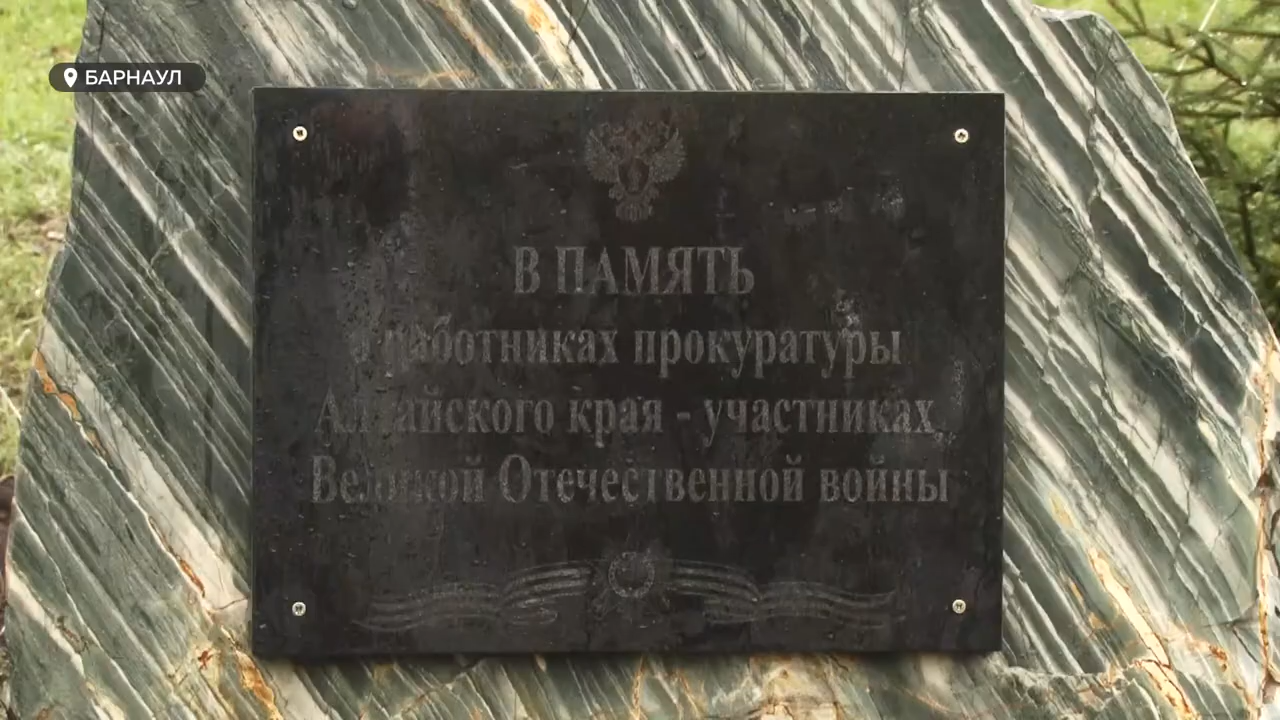 БАРНАУЛ
В ПАМЯТЬ
о работниках прокуратуры
Алтайского края - участниках
Великой Отечественной войны